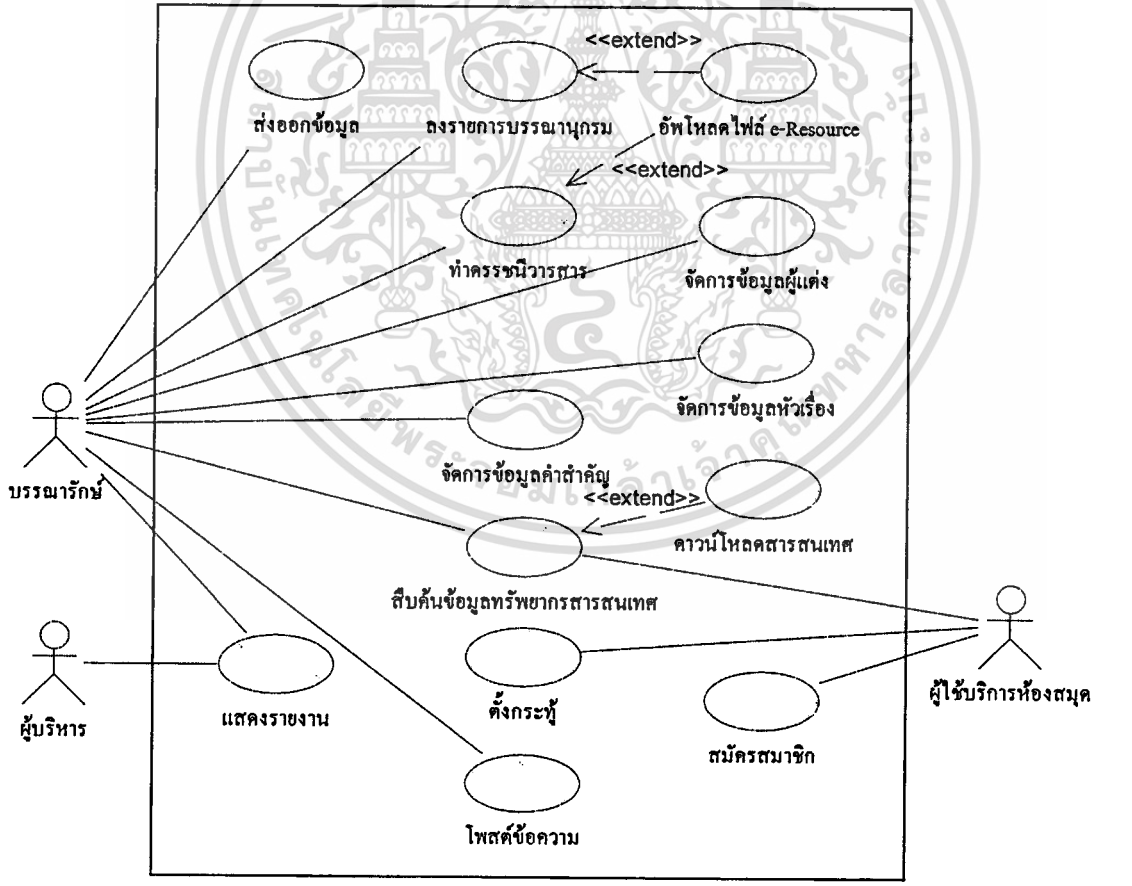 <<extend>>
ส่งออกข้อมูล
ลงรายการบรรณานุกรม
อัพโหลดไฟล์ e-Resource
<<extend>>
ทำดรรชนีวารสาร
จัดการข้อมูลผู้แต่ง
จัดการข้อมูลหัวเรื่อง
บรรณารักษ์
จัดการข้อมูลคำสำคัญ
<<extend>>
ดาวน์โหลดสารสนเทศ
สืบค้นข้อมูลทรัพยากรสารสนเทศ
ผู้ใช้บริการห้องสมุด
ผู้บริหาร
แสดงรายงาน
ตั้งกระทู้
สมัครสมาชิก
โพสต์ข้อความ